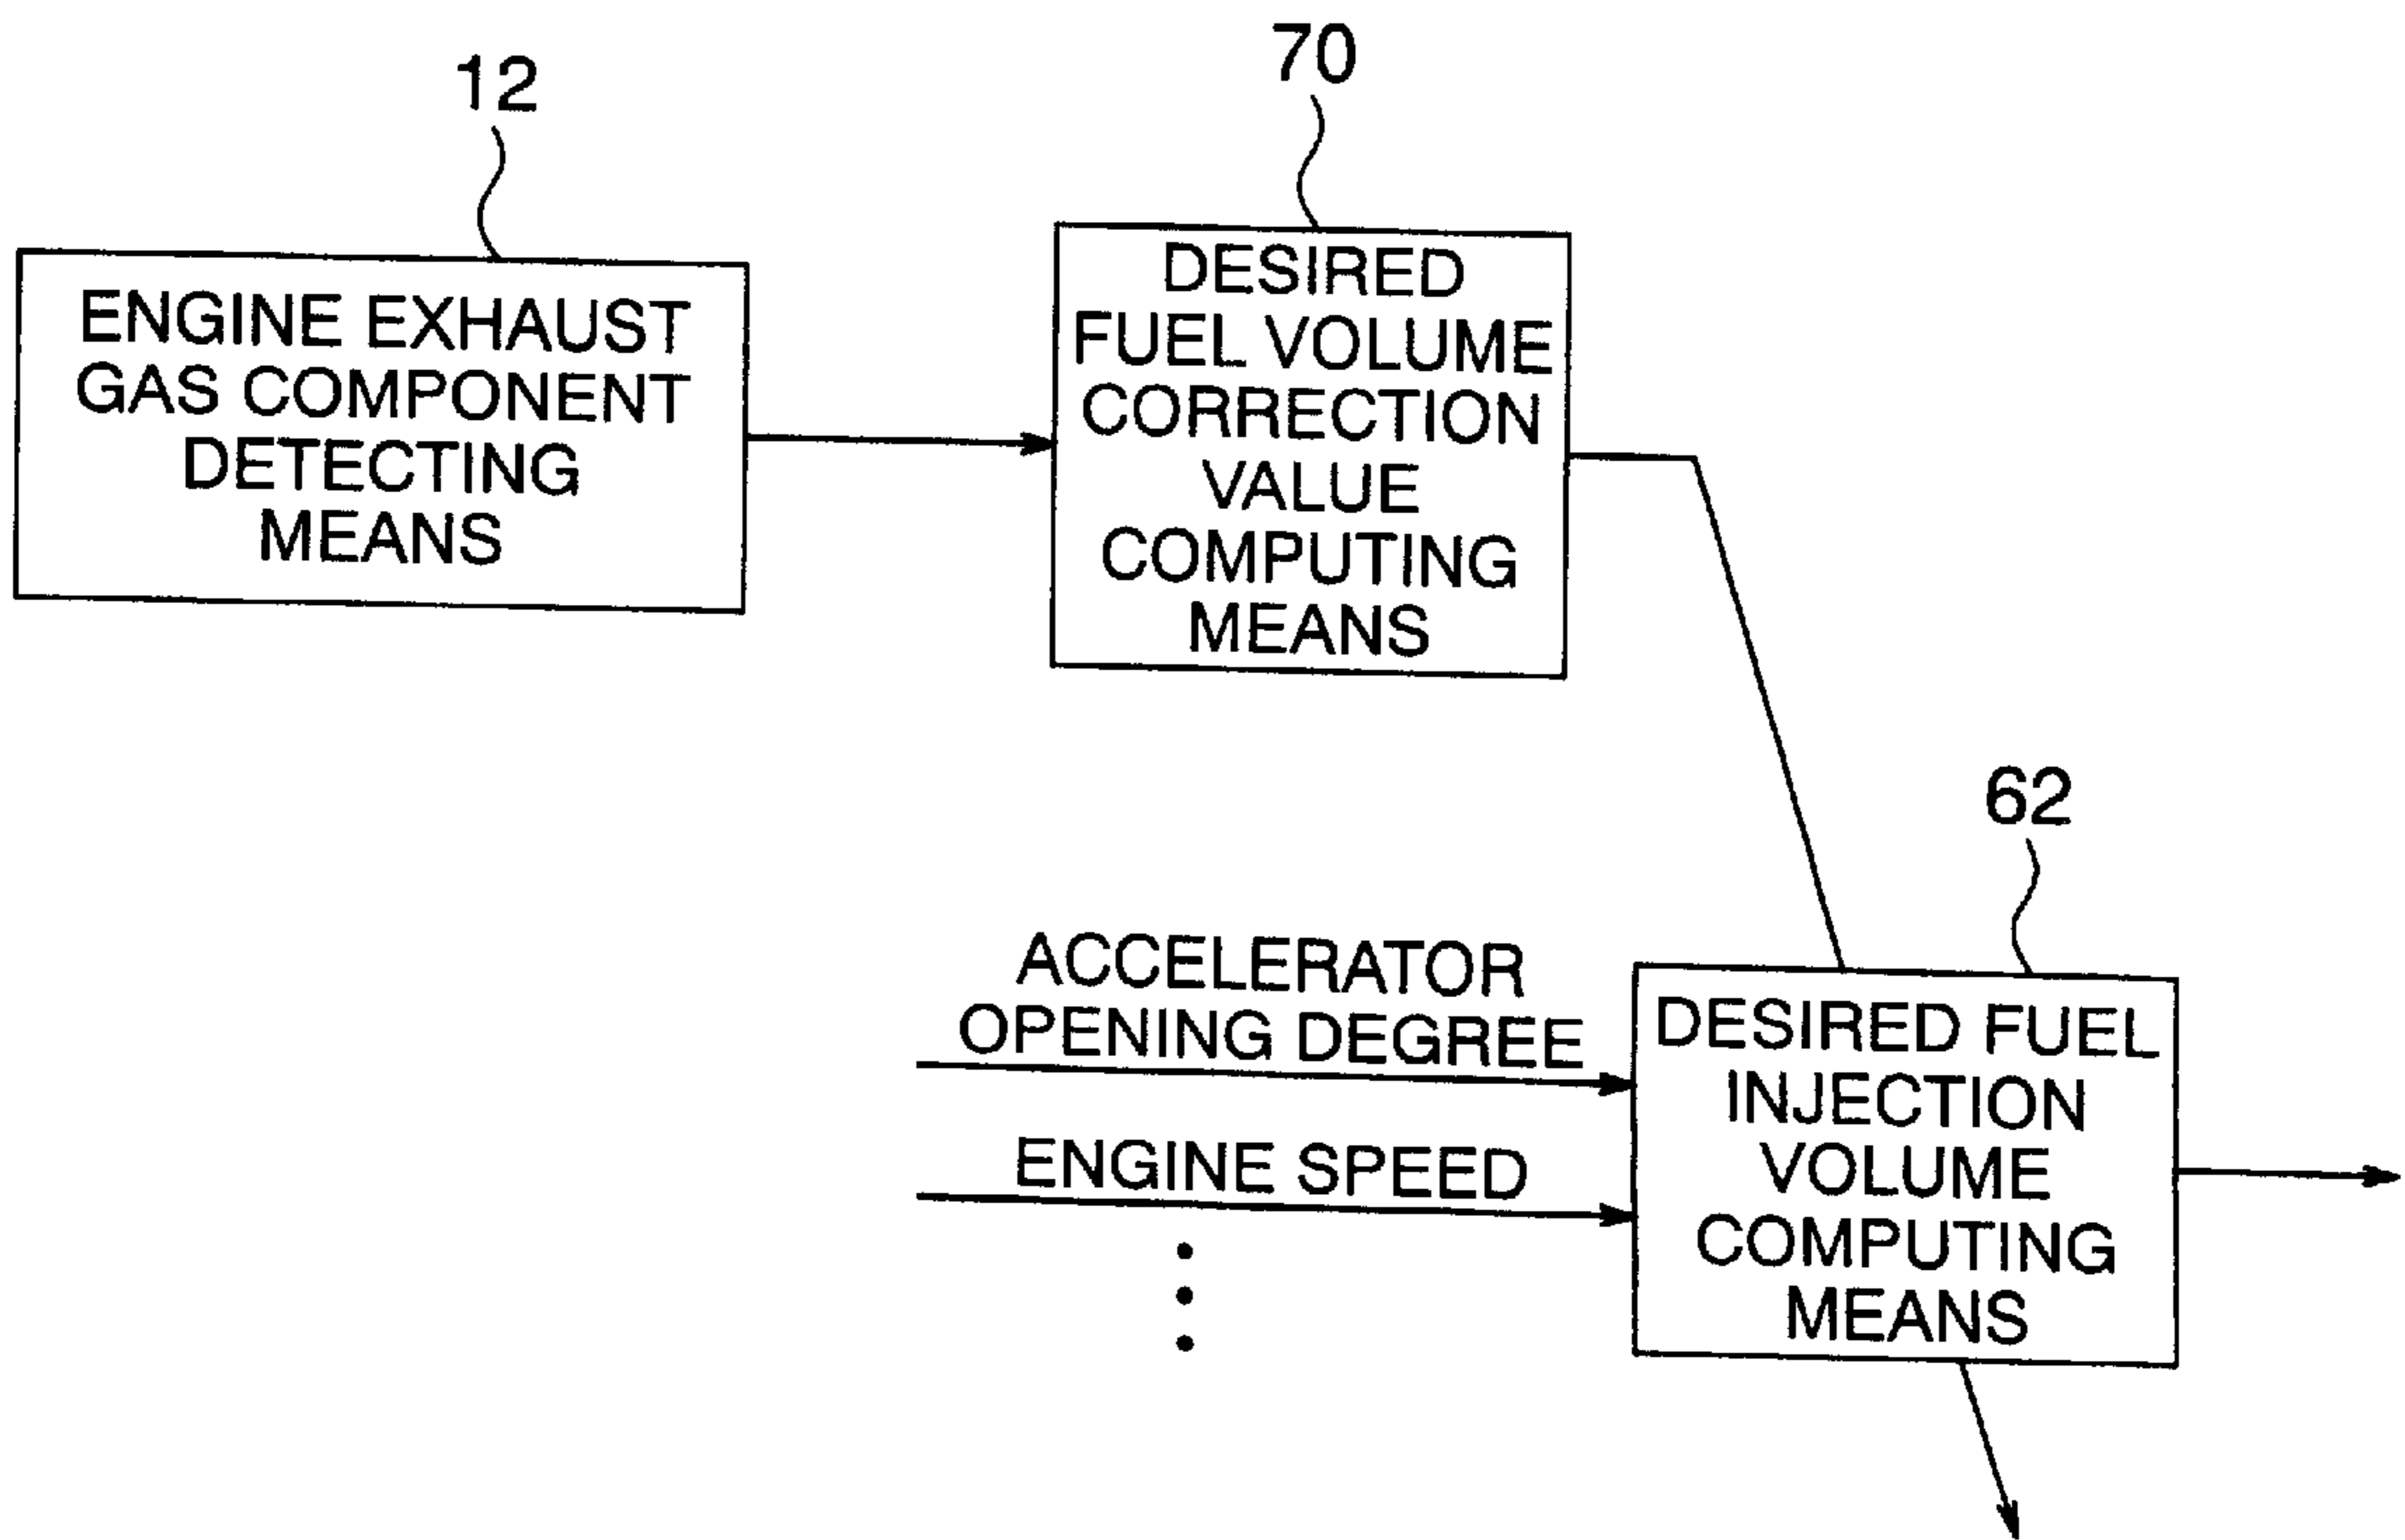 12
ENGINE EXHAUST
GAS COMPONENT
DETECTING
MEANS
70
DESIRED
FUEL VOLUME
CORRECTION
VALUE
COMPUTING
MEANS
ACCELERATOR
OPENING DEGREE
ENGINE SPEED
62
DESIRED FUEL
INJECTION
VOLUME
COMPUTING
MEANS